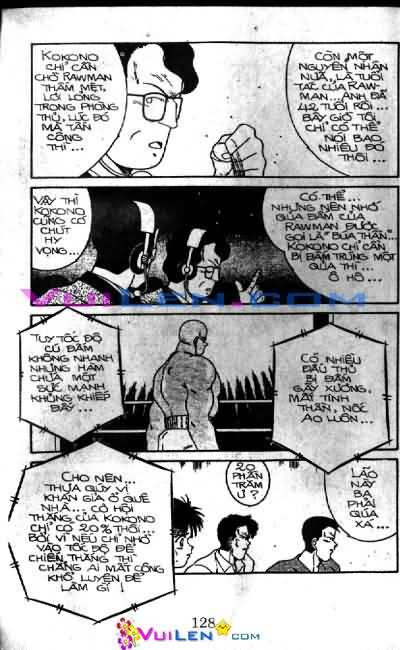 CÒN MỘT
NGUYÊN NHÂN
NỮA, LÀ TUỔI
TÁC CỦA RAW-
MAN... ANH ĐÃ
42 TUỔI RỒI...
BÂY GIỜ TÔI
CHỈ CÓ THỂ
NÓI BAO
NHIÊU ĐÓ
THÔI...
KOKONO
CHỈ CẦN
CHỜ RAWMAN
THẤM MỆT,
LƠI LỎNG
TRONG PHÒNG
THỦ, LÚC ĐÓ
MÀ TẤN
CÔNG
THÌ...
CÓ THỂ...
NHƯNG NÊN NHỚ
QUẢ ĐẤM CỦA
RAWMAN ĐƯỢC
GỌI LÀ "BÚA THẦN"...
KOKONO CHỈ CẦN
BỊ ĐẤM TRÚNG MỘT
QUẢ THÌ...
Ô HÔ...
VẬY THÌ
KOKONO
CŨNG CÓ
CHÚT
HY
VỌNG...
VUILEN.COM
CÓ NHIỀU
ĐẤU THỦ
BỊ ĐẤM
GÃY XƯƠNG,
MẤT TINH
THẦN, NỐC
AO LUÔN...
TUY TỐC ĐỘ
CÚ ĐẤM
KHÔNG NHANH
NHƯNG HÀM
CHỨA MỘT
SỨC MẠNH
KHỦNG KHIẾP
ĐẤY...
LÃO
NÀY
BA
PHẢI
QUÁ
XÁ...
20
PHẦN
TRĂM
Ư?
CHO NÊN...
THƯA QUÝ VỊ
KHÁN GIẢ Ở QUÊ
NHÀ... CƠ HỘI
THẮNG CỦA KOKONO
CHỈ CÓ 20% THÔI...
BỞI VÌ NẾU CHỈ NHỜ
VÀO TỐC ĐỘ ĐỂ
CHIẾN THẮNG THÌ
CHẲNG AI MẤT CÔNG
KHỔ LUYỆN ĐỂ
LÀM GÌ!
128
VUILEN.COM